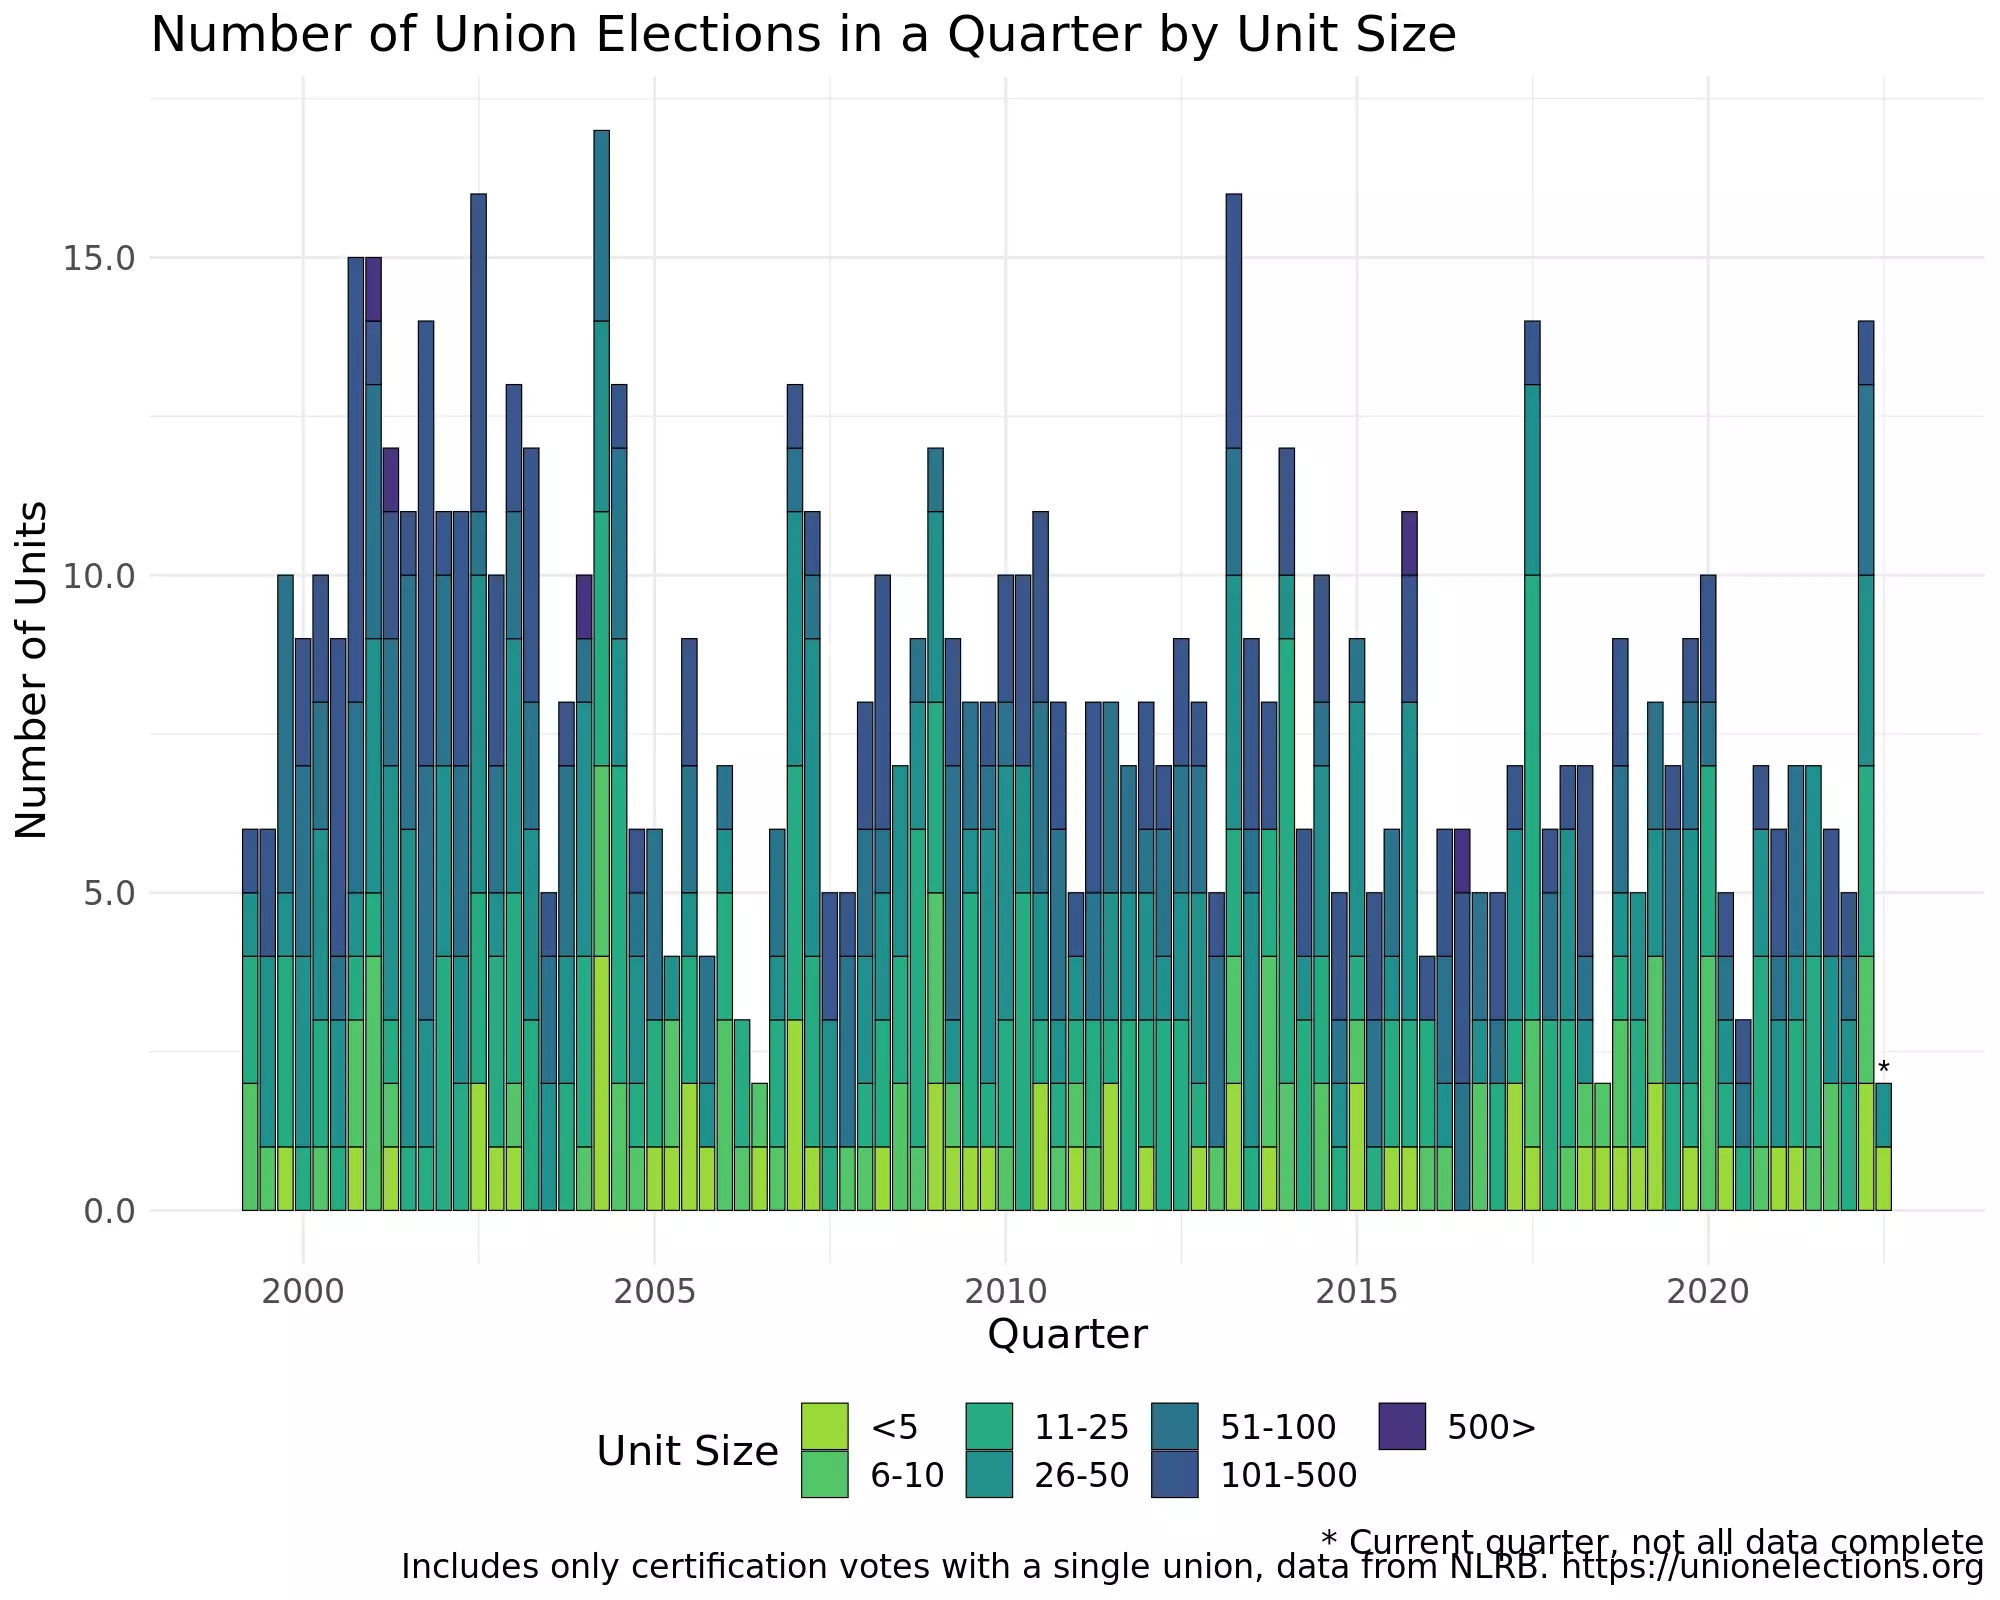 Number of Union Elections in a Quarter by Unit Size
Number of Units
15.0
10.0
5.0
0.0
*
2000 2005 2010 2015 2020
Quarter
Unit Size
<5 11-25 51-100 500>
6-10 26-50 101-500
* Current quarter, not all data complete
Includes only certification votes with a single union, data from NLRB. https://unionelections.org